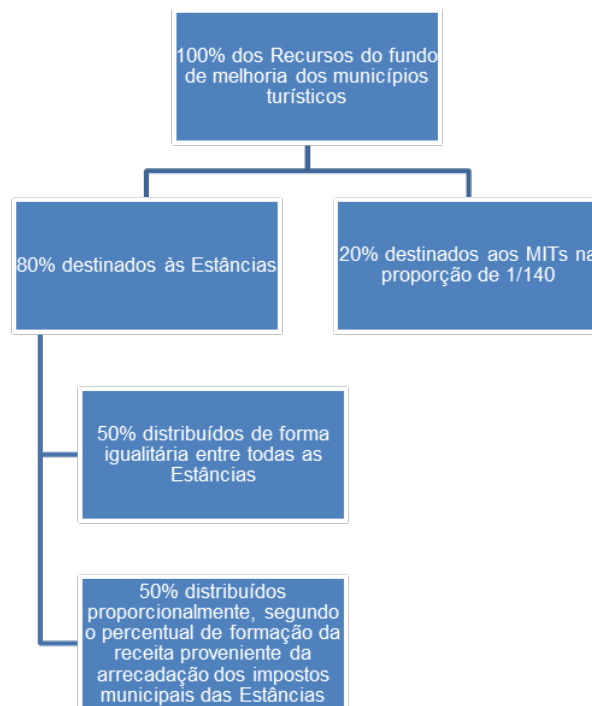 100% dos Recursos do fundo
de melhoria dos municípios
turísticos
80% destinados às Estâncias
20% destinados aos MITs na
proporção de 1/140
50% distribuídos de forma
igualitária entre todas as
Estâncias
50% distribuídos
proporcionalmente, segundo
o percentual de formação da
receita proveniente da
arrecadação dos impostos
municipais das Estâncias